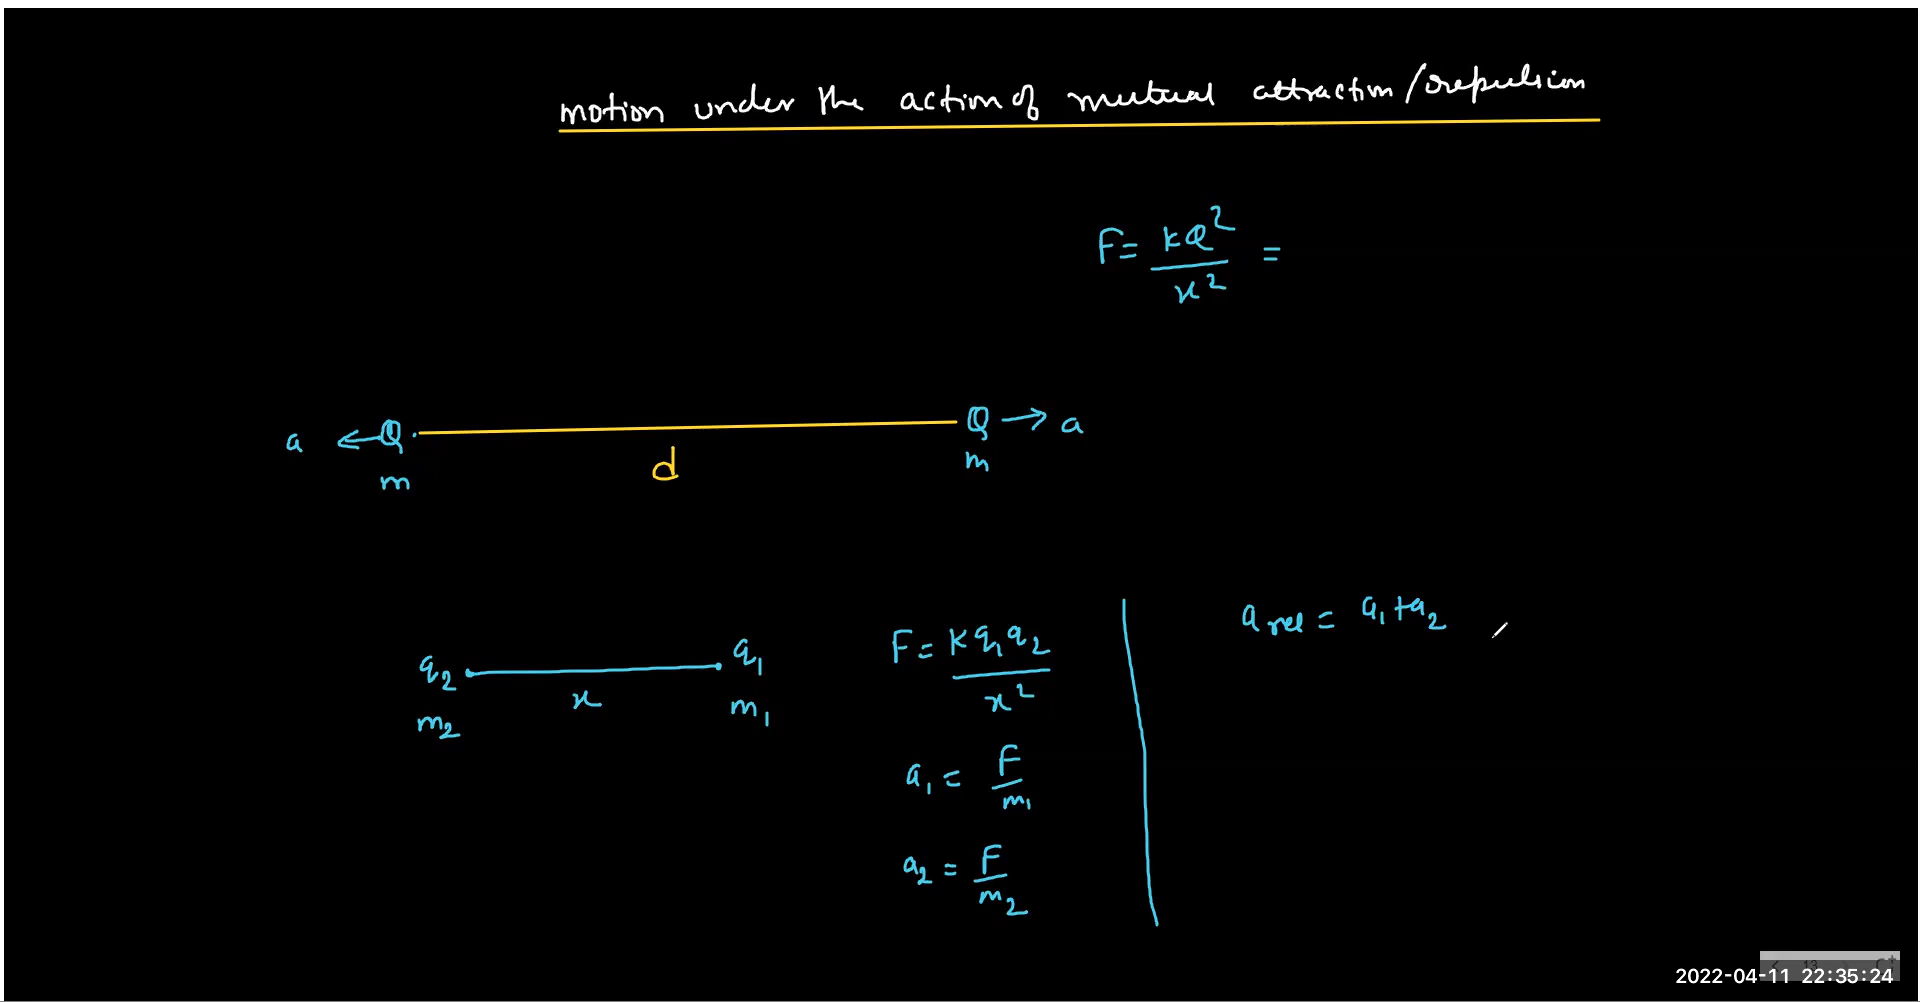 motion under the action of mutual attraction/repulsion
F = kQ² / x² =
a ← Q Q → a
m d m
q₂ x q₁
m₂ m₁
F = kq₁q₂ / x²
a₁ = F / m₁
a₂ = F / m₂
a rel = a₁+a₂
2022-04-11 22:35:24